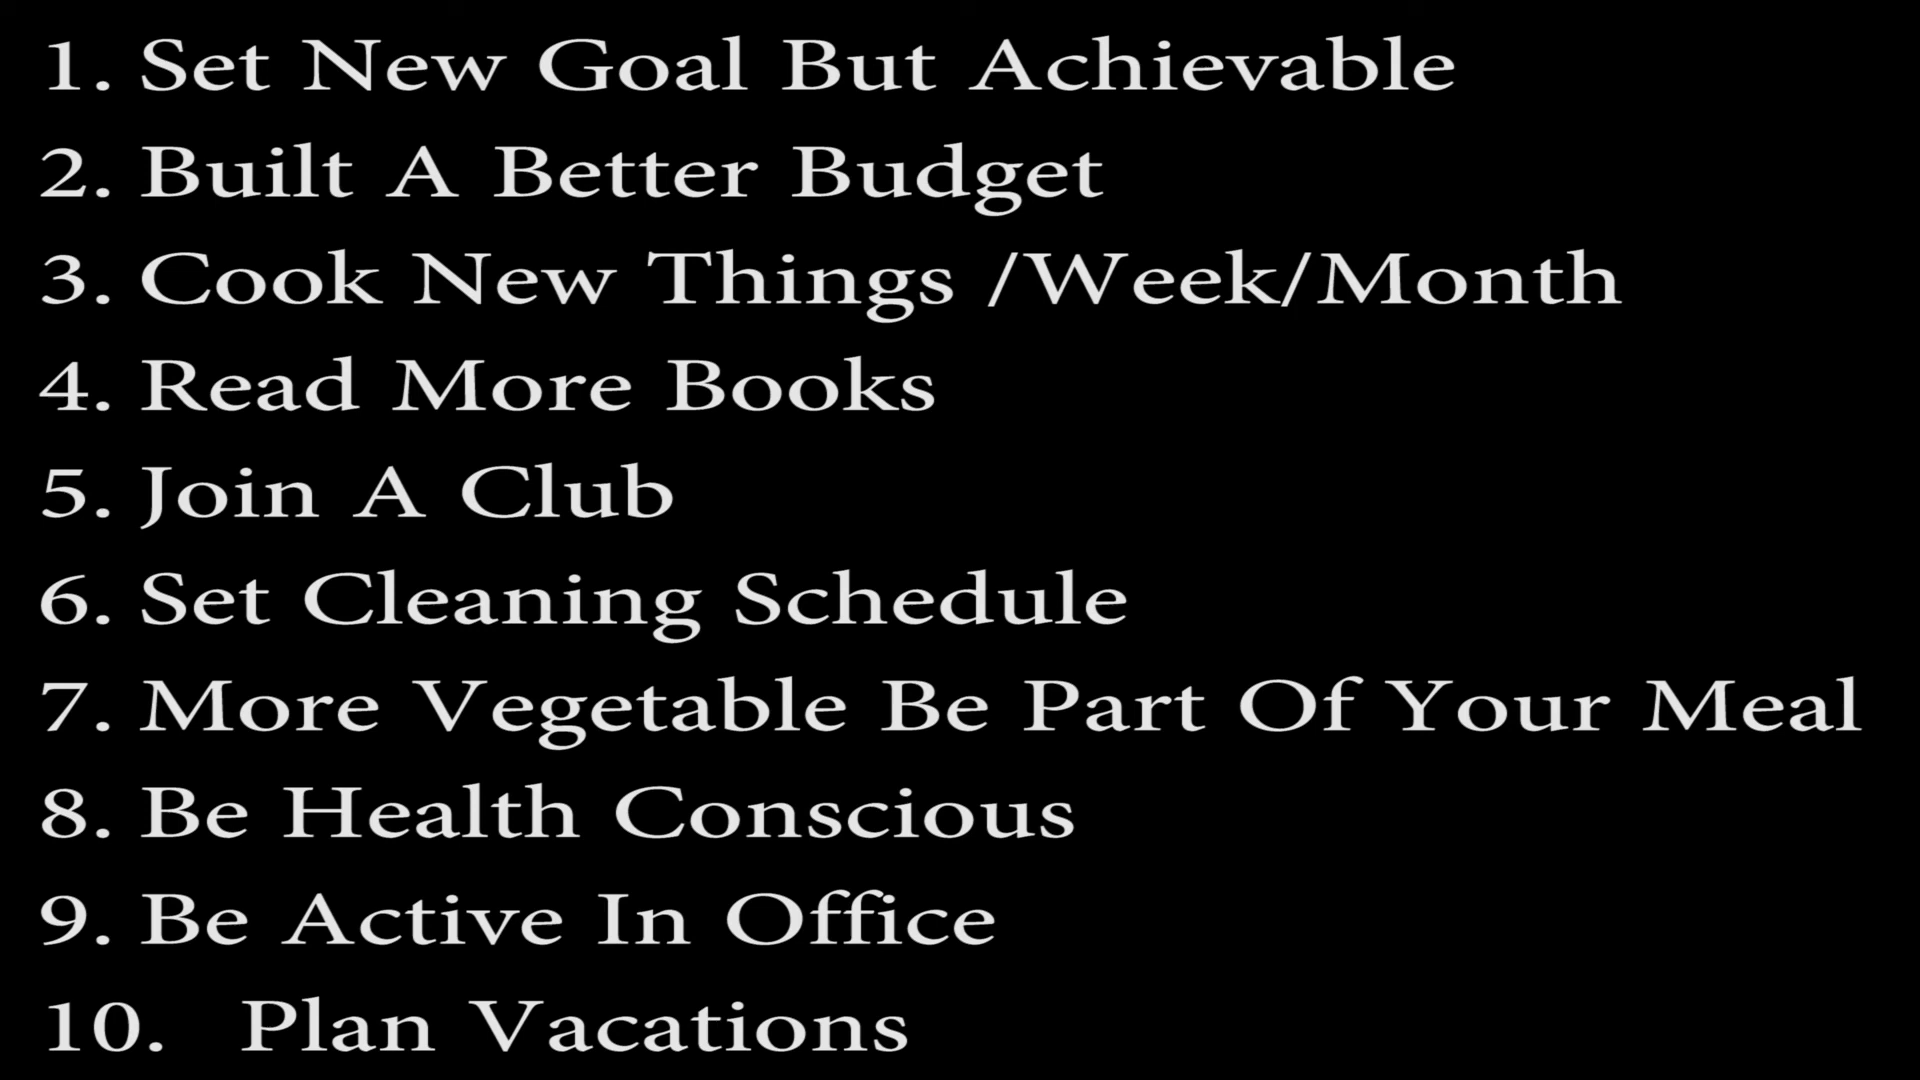 1. Set New Goal But Achievable
2. Built A Better Budget
3. Cook New Things /Week/Month
4. Read More Books
5. Join A Club
6. Set Cleaning Schedule
7. More Vegetable Be Part Of Your Meal
8. Be Health Conscious
9. Be Active In Office
10. Plan Vacations